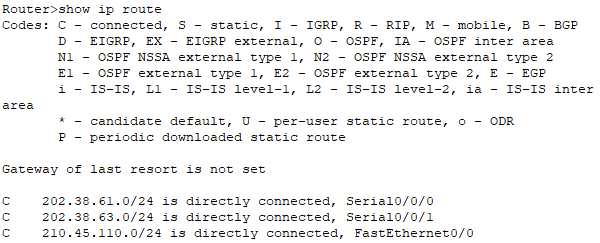 Router>show ip route
Codes: C - connected, S - static, I - IGRP, R - RIP, M - mobile, B - BGP
       D - EIGRP, EX - EIGRP external, O - OSPF, IA - OSPF inter area
       N1 - OSPF NSSA external type 1, N2 - OSPF NSSA external type 2
       E1 - OSPF external type 1, E2 - OSPF external type 2, E - EGP
       i - IS-IS, L1 - IS-IS level-1, L2 - IS-IS level-2, ia - IS-IS inter
area
       * - candidate default, U - per-user static route, o - ODR
       P - periodic downloaded static route

Gateway of last resort is not set

C    202.38.61.0/24 is directly connected, Serial0/0/0
C    202.38.63.0/24 is directly connected, Serial0/0/1
C    210.45.110.0/24 is directly connected, FastEthernet0/0